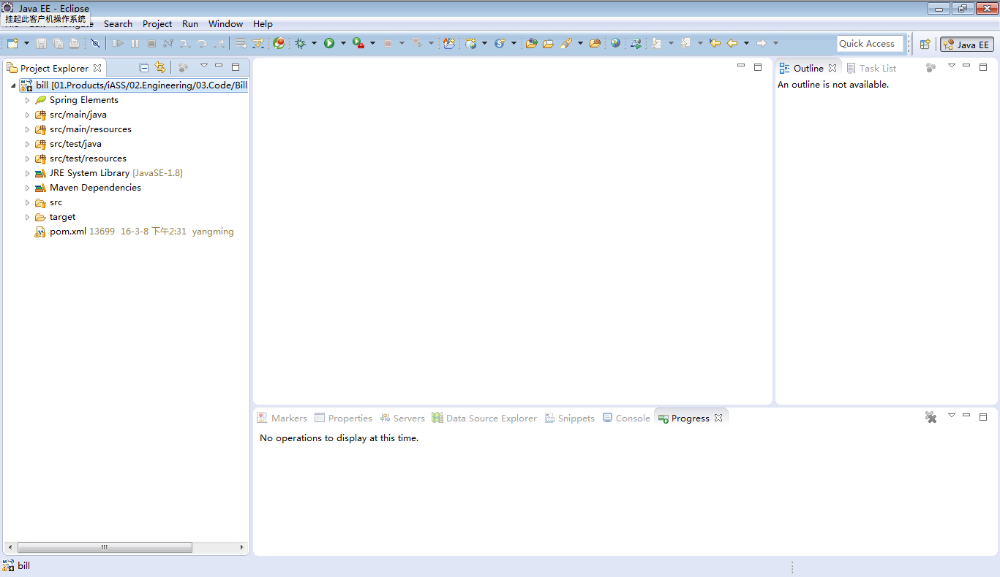 Java EE - Eclipse
挂起此客户机操作系统
Search Project Run Window Help
Quick Access
Java EE
Project Explorer
bill [01.Products/iASS/02.Engineering/03.Code/Bill
Spring Elements
src/main/java
src/main/resources
src/test/java
src/test/resources
JRE System Library [JavaSE-1.8]
Maven Dependencies
src
target
pom.xml 13699 16-3-8 下午2:31 yangming
Outline Task List
An outline is not available.
Markers Properties Servers Data Source Explorer Snippets Console Progress
No operations to display at this time.
bill